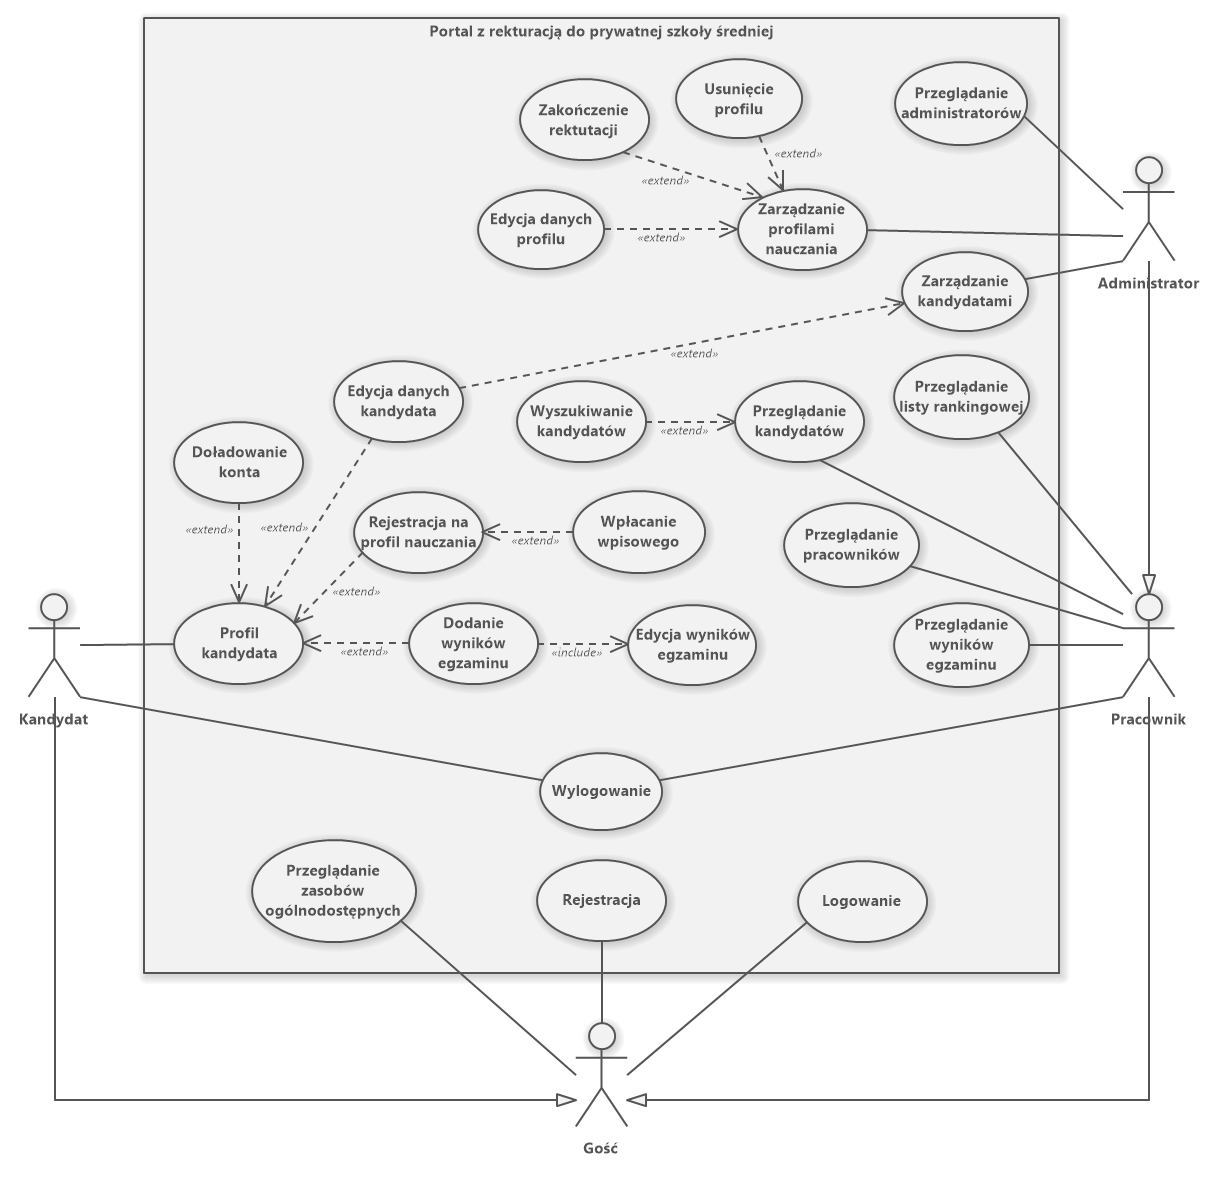 Portal z rekturacją do prywatnej szkoły średniej
Usunięcie
profilu
Przeglądanie
administratorów
Zakończenie
rektutacji
«extend»
«extend»
Edycja danych
profilu
«extend»
Zarządzanie
profilami
nauczania
Administrator
Zarządzanie
kandydatami
«extend»
Edycja danych
kandydata
Wyszukiwanie
kandydatów
«extend»
Przeglądanie
kandydatów
Przeglądanie
listy rankingowej
Doładowanie
konta
«extend»
«extend»
Rejestracja na
profil nauczania
«extend»
Wpłacanie
wpisowego
Przeglądanie
pracowników
«extend»
Profil
kandydata
«extend»
Dodanie
wyników
egzaminu
«include»
Edycja wyników
egzaminu
Przeglądanie
wyników
egzaminu
Kandydat
Pracownik
Wylogowanie
Przeglądanie
zasobów
ogólnodostępnych
Rejestracja
Logowanie
Gość